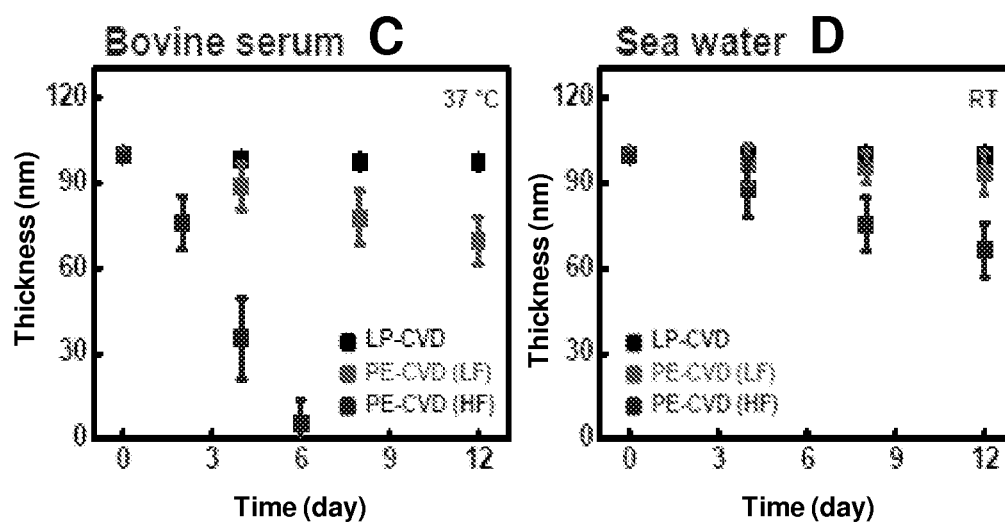 Bovine serum C
37 °C
Thickness (nm)
120
90
60
30
0
LP-CVD
PE-CVD (LF)
PE-CVD (HF)
0 3 6 9 12
Time (day)
Sea water D
RT
Thickness (nm)
120
90
60
30
0
LP-CVD
PE-CVD (LF)
PE-CVD (HF)
0 3 6 9 12
Time (day)